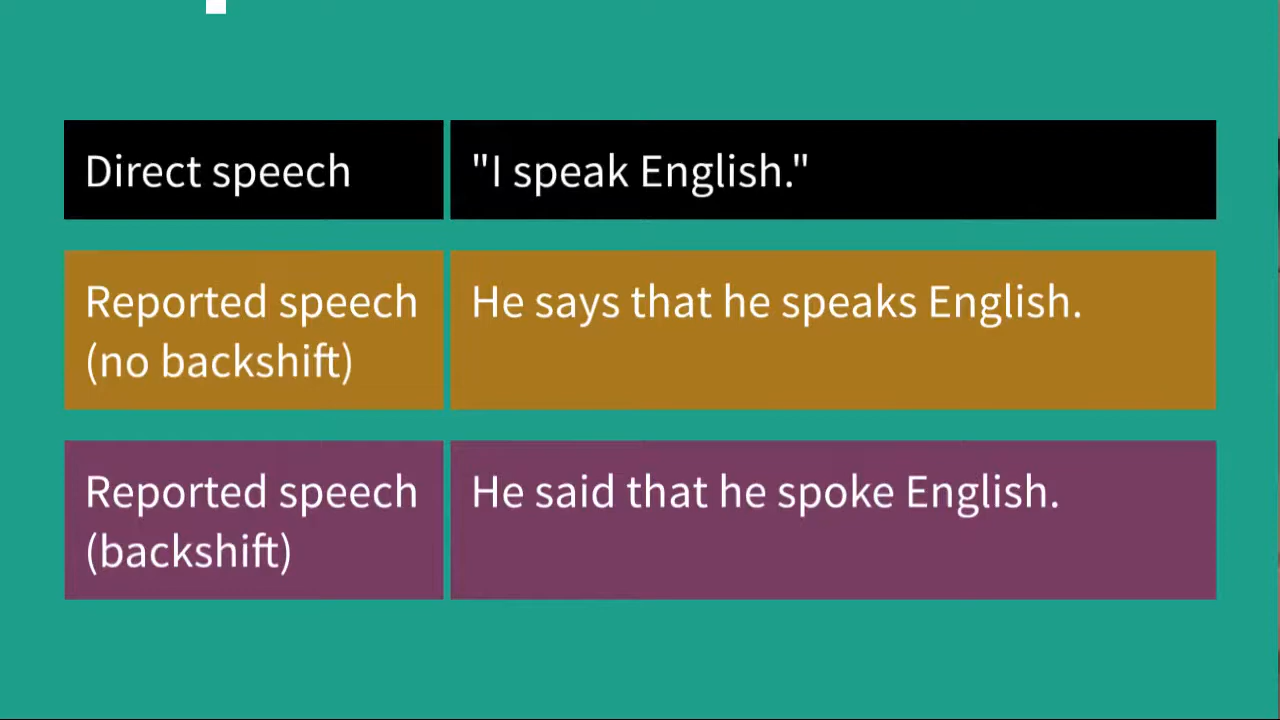 Direct speech
"I speak English."
Reported speech
(no backshift)
He says that he speaks English.
Reported speech
(backshift)
He said that he spoke English.